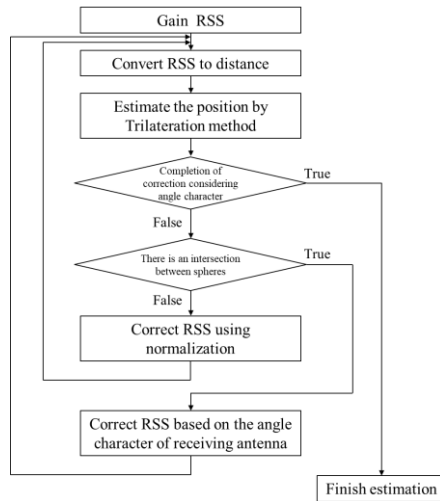 Gain RSS
Convert RSS to distance
Estimate the position by
Trilateration method
Completion of
correction considering
angle character
True
False
There is an intersection
between spheres
True
False
Correct RSS using
normalization
Correct RSS based on the angle
character of receiving antenna
Finish estimation